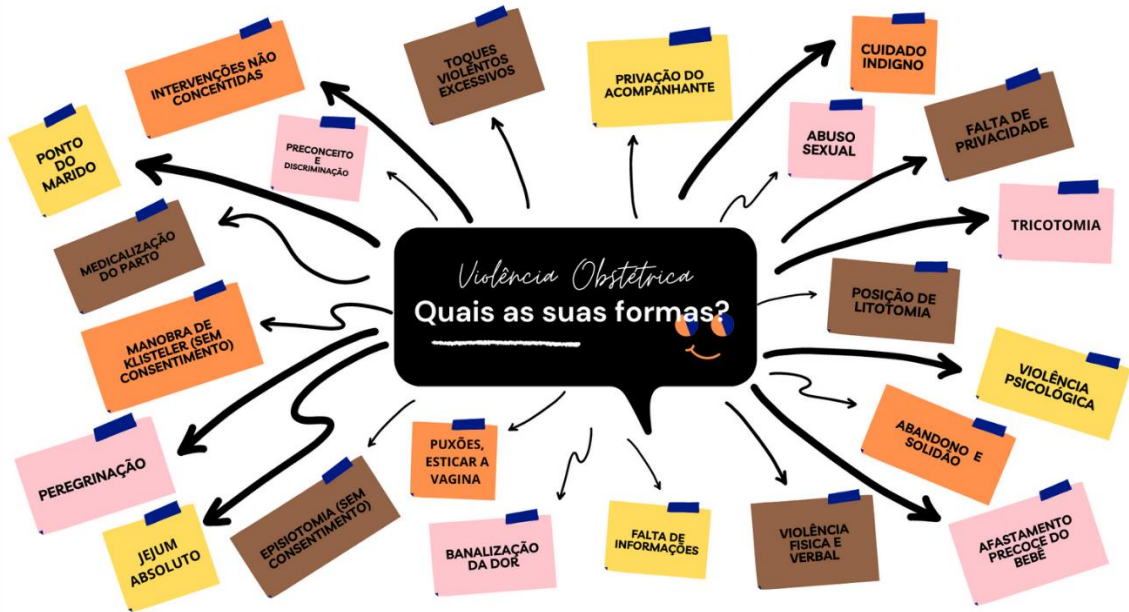 INTERVENÇÕES NÃO
CONCENTIDAS
TOQUES
VIOLENTOS
EXCESSIVOS
PRIVAÇÃO DO
ACOMPANHANTE
CUIDADO
INDIGNO
PONTO
DO
MARIDO
PRECONCEITO
E
DISCRIMINAÇÃO
ABUSO
SEXUAL
FALTA DE
PRIVACIDADE
MEDICALIZAÇÃO
DO PARTO
TRICOTOMIA
Violência Obstétrica
Quais as suas formas?
MANOBRA DE
KLISTELER (SEM
CONSENTIMENTO)
POSIÇÃO DE
LITOTOMIA
VIOLÊNCIA
PSICOLÓGICA
PEREGRINAÇÃO
ABANDONO E
SOLIDÃO
JEJUM
ABSOLUTO
EPISIOTOMIA (SEM
CONSENTIMENTO)
PUXÕES,
ESTICAR A
VAGINA
BANALIZAÇÃO
DA DOR
FALTA DE
INFORMAÇÕES
VIOLÊNCIA
FISICA E
VERBAL
AFASTAMENTO
PRECOCE DO
BEBÊ